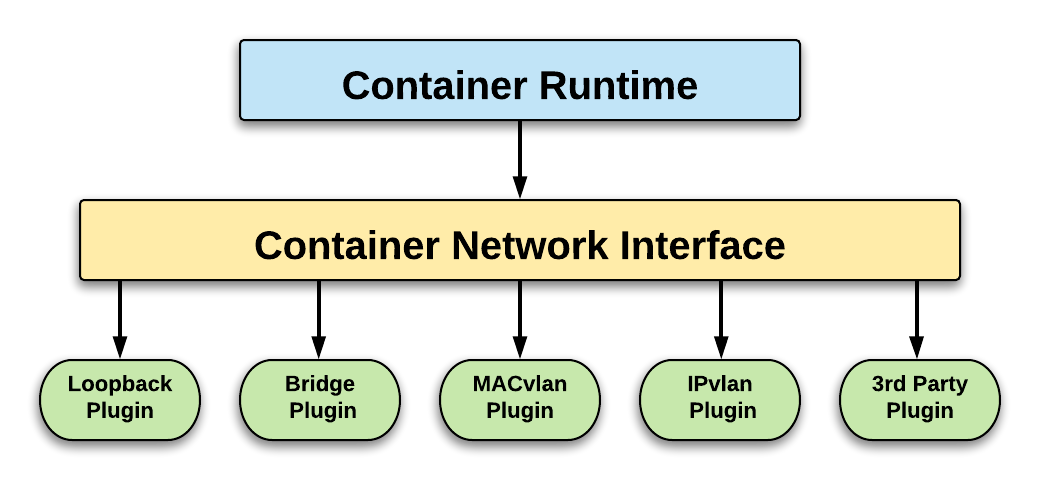 Container Runtime
Container Network Interface
Loopback
Plugin
Bridge
Plugin
MACvlan
Plugin
IPvlan
Plugin
3rd Party
Plugin